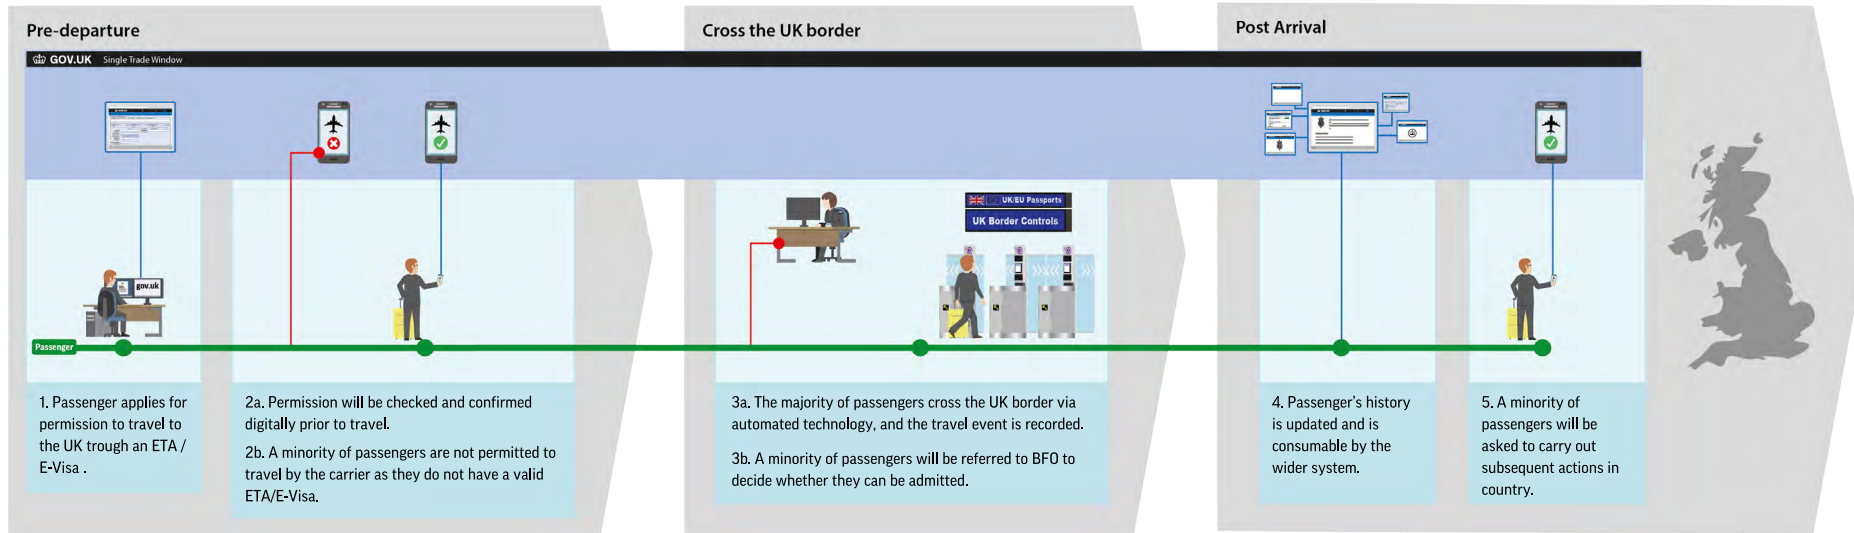 Pre-departure
Cross the UK border
Post Arrival
GOV.UK Single Trade Window
gov.uk
UK/EU Passports
UK Border Controls
Passenger
1. Passenger applies for
permission to travel to
the UK trough an ETA /
E-Visa .
2a. Permission will be checked and confirmed
digitally prior to travel.
2b. A minority of passengers are not permitted to
travel by the carrier as they do not have a valid
ETA/E-Visa.
3a. The majority of passengers cross the UK border via
automated technology, and the travel event is recorded.
3b. A minority of passengers will be referred to BFO to
decide whether they can be admitted.
4. Passenger's history
is updated and is
consumable by the
wider system.
5. A minority of
passengers will be
asked to carry out
subsequent actions in
country.